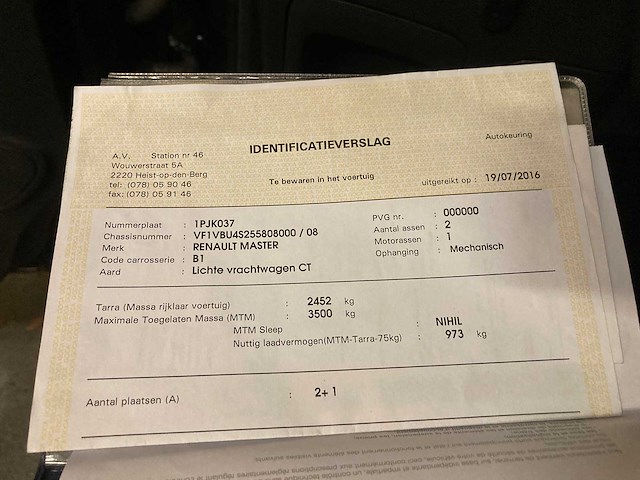 IDENTIFICATIEVERSLAG
Autokeuring
A.V. Station nr 46
Wouwerstraat 5A
2220 Heist-op-den-Berg
tel: (078) 05 90 46
fax: (078) 05 91 46
Te bewaren in het voertuig
uitgereikt op : 19/07/2016
Nummerplaat : 1PJK037
Chassisnummer : VF1VBU4S255808000 / 08
Merk : RENAULT MASTER
Code carrosserie : B1
Aard : Lichte vrachtwagen CT
PVG nr. : 000000
Aantal assen : 2
Motorassen : 1
Ophanging : Mechanisch
Tarra (Massa rijklaar voertuig) : 2452 kg
Maximale Toegelaten Massa (MTM) : 3500 kg
MTM Sleep : NIHIL
Nuttig laadvermogen(MTM-Tarra-75kg) : 973 kg
Aantal plaatsen (A) : 2+ 1